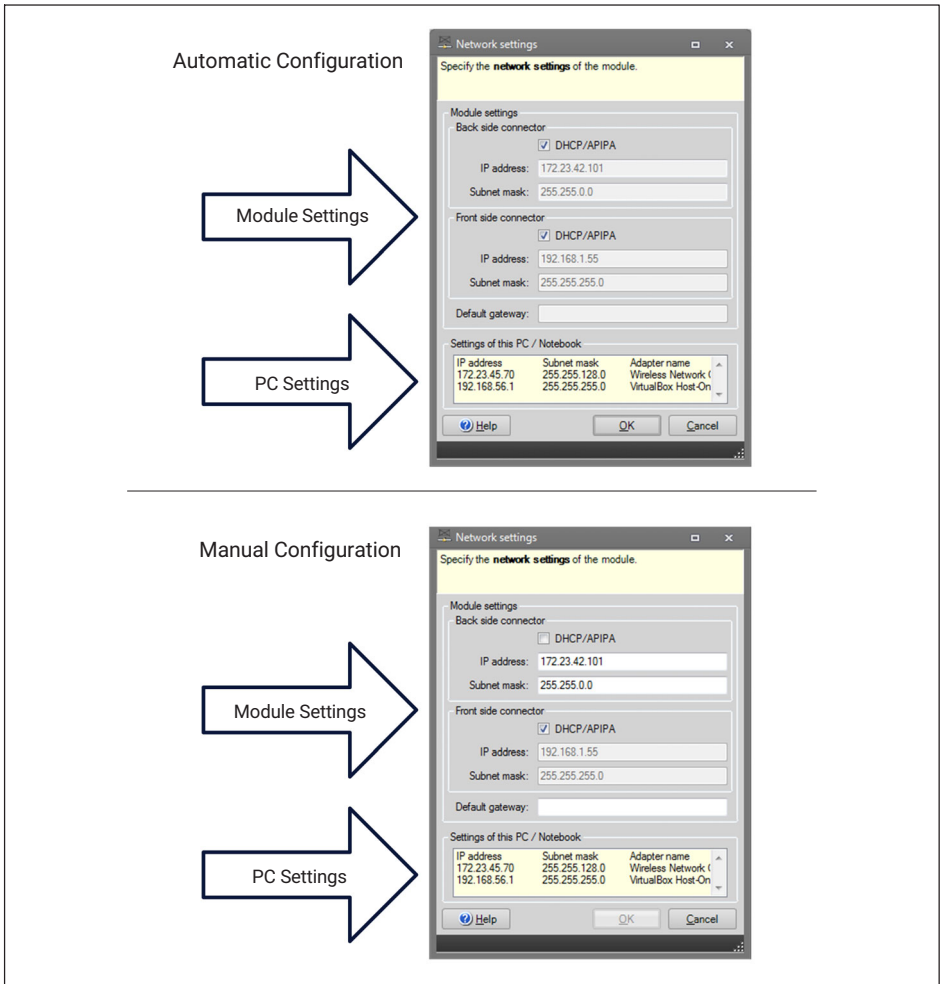 Automatic Configuration
Network settings
Specify the network settings of the module.
Module settings
Back side connector
DHCP/APIPA
IP address: 172.23.42.101
Subnet mask: 255.255.0.0
Module Settings
Front side connector
DHCP/APIPA
IP address: 192.168.1.55
Subnet mask: 255.255.255.0
Default gateway:
Settings of this PC / Notebook
IP address Subnet mask Adapter name
172.23.45.70 255.255.128.0 Wireless Network (
192.168.56.1 255.255.255.0 VirtualBox Host-On
PC Settings
Help OK Cancel
Manual Configuration
Network settings
Specify the network settings of the module.
Module settings
Back side connector
DHCP/APIPA
IP address: 172.23.42.101
Subnet mask: 255.255.0.0
Module Settings
Front side connector
DHCP/APIPA
IP address: 192.168.1.55
Subnet mask: 255.255.255.0
Default gateway:
Settings of this PC / Notebook
IP address Subnet mask Adapter name
172.23.45.70 255.255.128.0 Wireless Network (
192.168.56.1 255.255.255.0 VirtualBox Host-On
PC Settings
Help OK Cancel